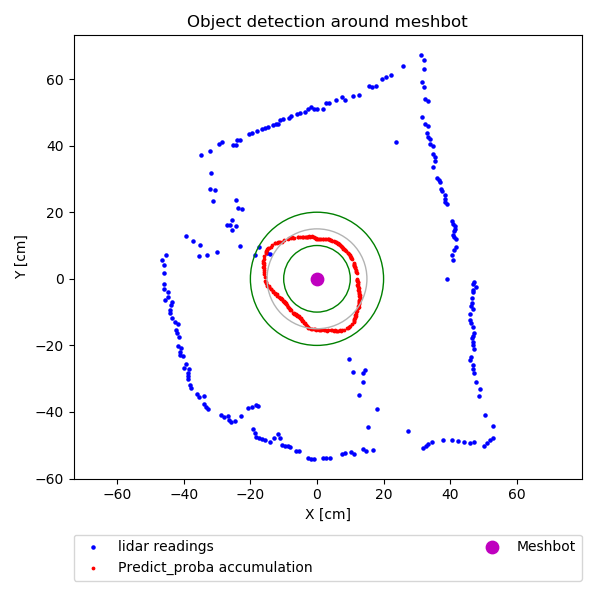 Object detection around meshbot
Y [cm]
60
40
20
0
−20
−40
−60
−60 −40 −20 0 20 40 60
X [cm]
lidar readings
Predict_proba accumulation
Meshbot